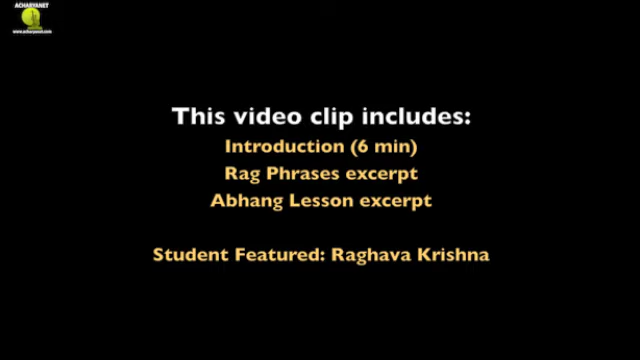 ACHARYANET
www.acharyanet.com
This video clip includes:
Introduction (6 min)
Rag Phrases excerpt
Abhang Lesson excerpt
Student Featured: Raghava Krishna